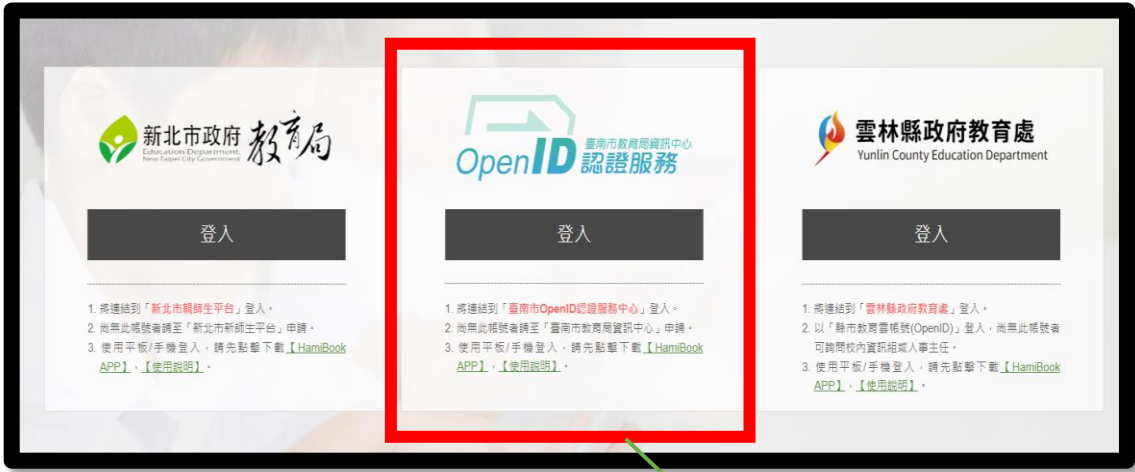 新北市政府 教育局
Education Department,
New Taipei City Government
登入
1. 將連結到「新北市親師生平台」登入。
2. 尚無此帳號者請至「新北市新師生平台」申請。
3. 使用平板/手機登入，請先點擊下載【HamiBook
APP】，【使用說明】。
臺南市教育局資訊中心
OpenID 認證服務
登入
1. 將連結到「臺南市OpenID認證服務中心」登入。
2. 尚無此帳號者請至「臺南市教育局資訊中心」申請。
3. 使用平板/手機登入，請先點擊下載【HamiBook
APP】，【使用說明】。
雲林縣政府教育處
Yunlin County Education Department
登入
1. 將連結到「雲林縣政府教育處」登入。
2. 以「縣市教育雲帳號(OpenID)」登入，尚無此帳號者
可詢問校內資訊組或人事主任。
3. 使用平板/手機登入，請先點擊下載【HamiBook
APP】，【使用說明】。